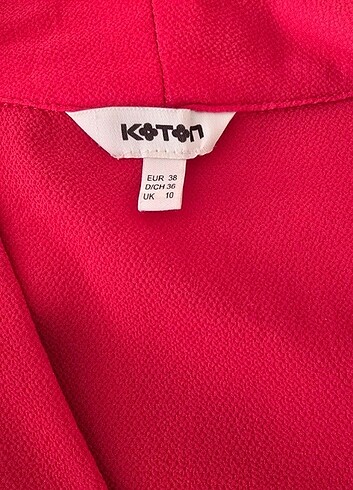 KOTON
EUR 38
D/CH 36
UK 10